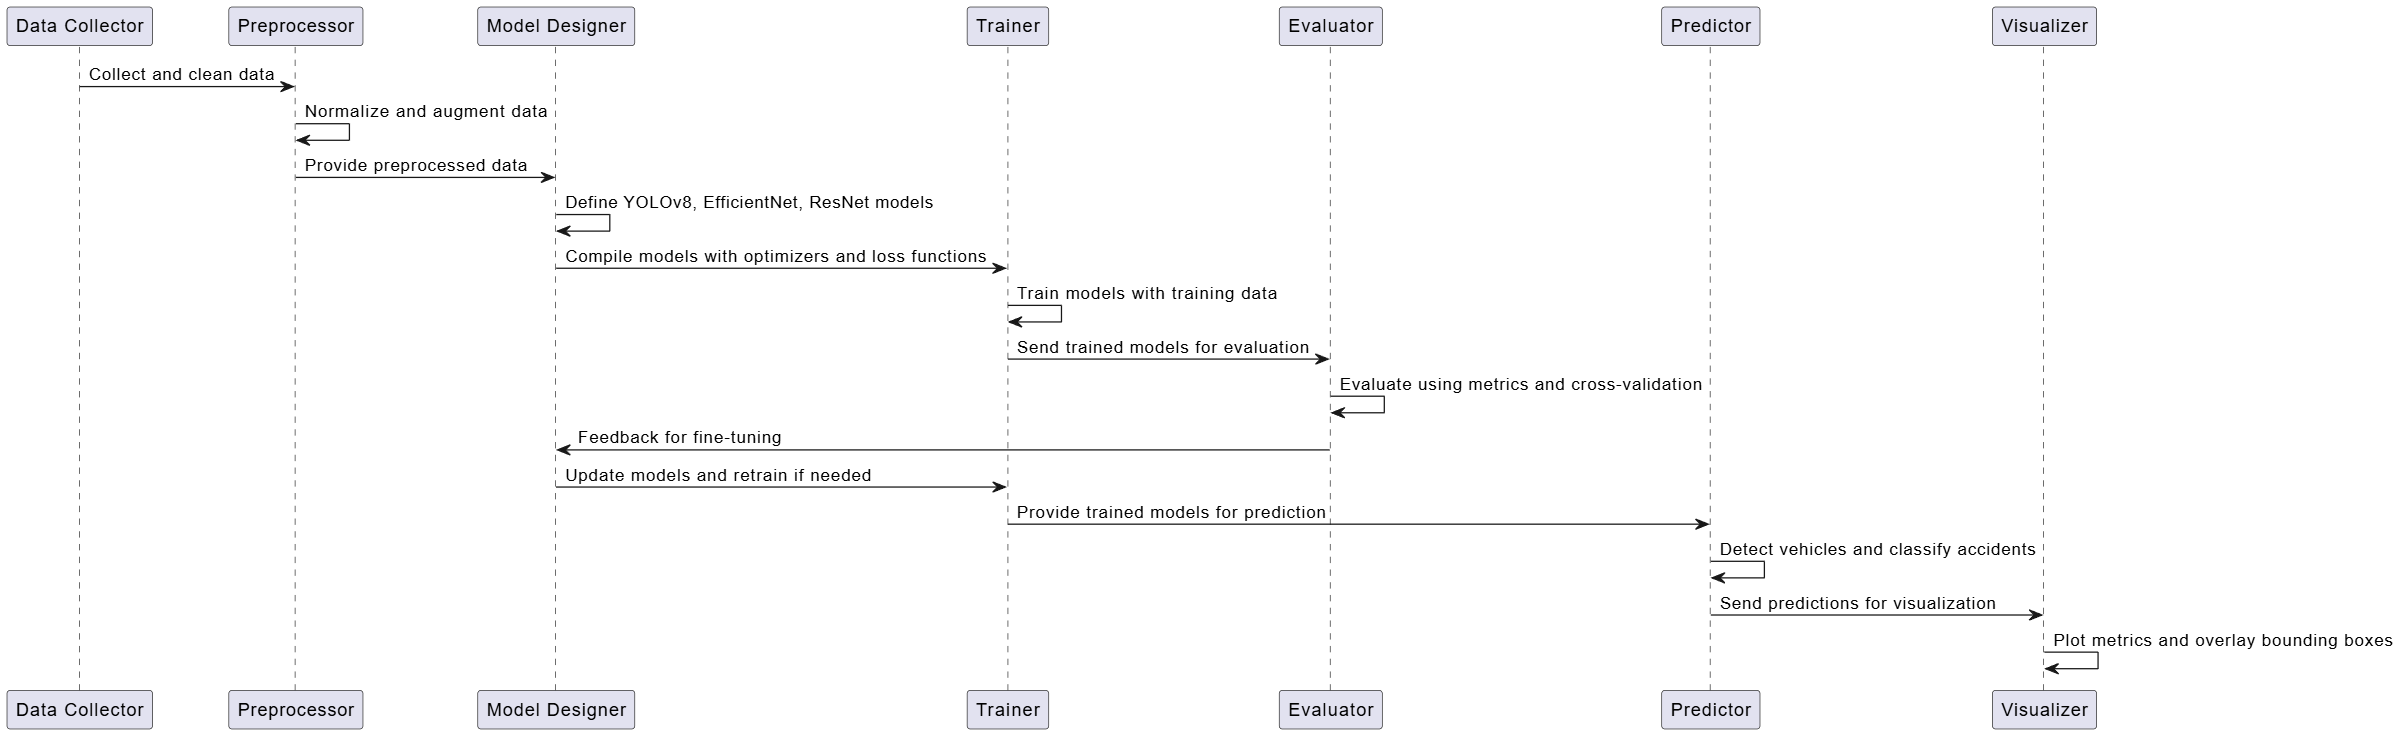 Data Collector
Preprocessor
Model Designer
Trainer
Evaluator
Predictor
Visualizer
Collect and clean data
Normalize and augment data
Provide preprocessed data
Define YOLOv8, EfficientNet, ResNet models
Compile models with optimizers and loss functions
Train models with training data
Send trained models for evaluation
Evaluate using metrics and cross-validation
Feedback for fine-tuning
Update models and retrain if needed
Provide trained models for prediction
Detect vehicles and classify accidents
Send predictions for visualization
Plot metrics and overlay bounding boxes
Data Collector
Preprocessor
Model Designer
Trainer
Evaluator
Predictor
Visualizer